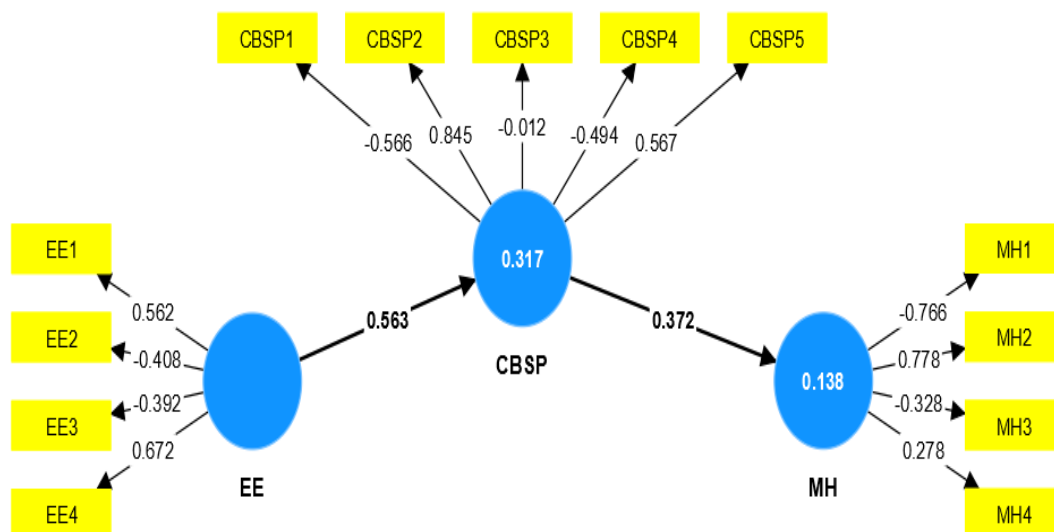 CBSP1 CBSP2 CBSP3 CBSP4 CBSP5
-0.566 0.845 -0.012 -0.494 0.567
EE1
EE2
EE3
EE4
0.562
-0.408
-0.392
0.672
EE
0.563
0.317
CBSP
0.372
0.138
MH
-0.766
0.778
-0.328
0.278
MH1
MH2
MH3
MH4